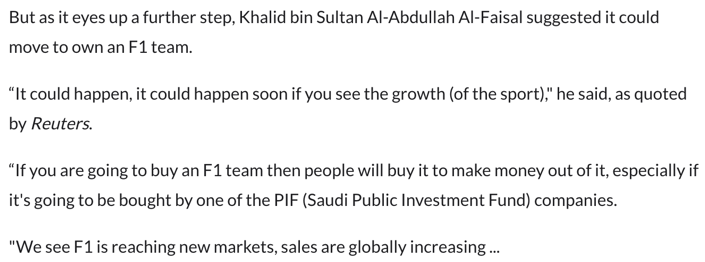 But as it eyes up a further step, Khalid bin Sultan Al-Abdullah Al-Faisal suggested it could
move to own an F1 team.
“It could happen, it could happen soon if you see the growth (of the sport)," he said, as quoted
by Reuters.
“If you are going to buy an F1 team then people will buy it to make money out of it, especially if
it's going to be bought by one of the PIF (Saudi Public Investment Fund) companies.
"We see F1 is reaching new markets, sales are globally increasing ...